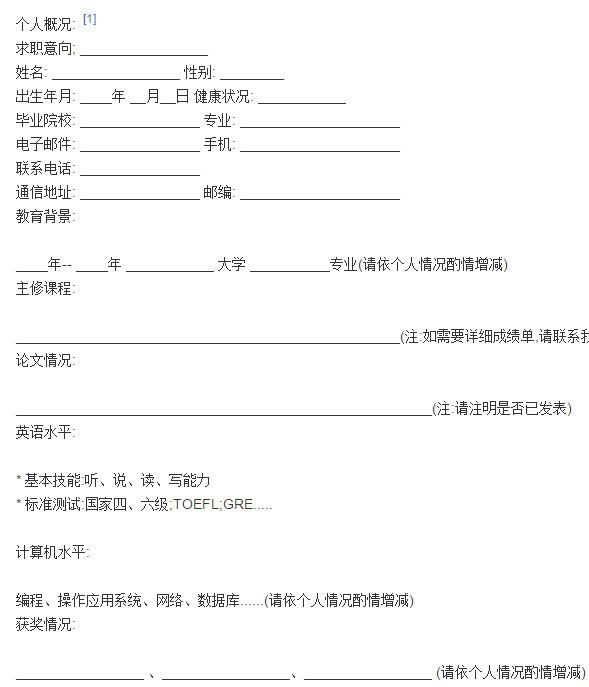 个人概况: [1]
求职意向; ________________
姓名: ________________ 性别: ________
出生年月: ____年 __月__日 健康状况: ___________
毕业院校: _______________ 专业: ____________________
电子邮件: _______________ 手机: ____________________
联系电话: _______________
通信地址: _______________ 邮编: ____________________
教育背景:
____年-- ____年 ___________ 大学 __________专业(请依个人情况酌情增减)
主修课程:
________________________________________________(注:如需要详细成绩单,请联系我
论文情况:
____________________________________________________(注:请注明是否已发表)
英语水平:
* 基本技能:听、说、读、写能力
* 标准测试:国家四、六级;TOEFL;GRE.....
计算机水平:
编程、操作应用系统、网络、数据库......(请依个人情况酌情增减)
获奖情况:
________________ 、________________、________________ (请依个人情况酌情增减)